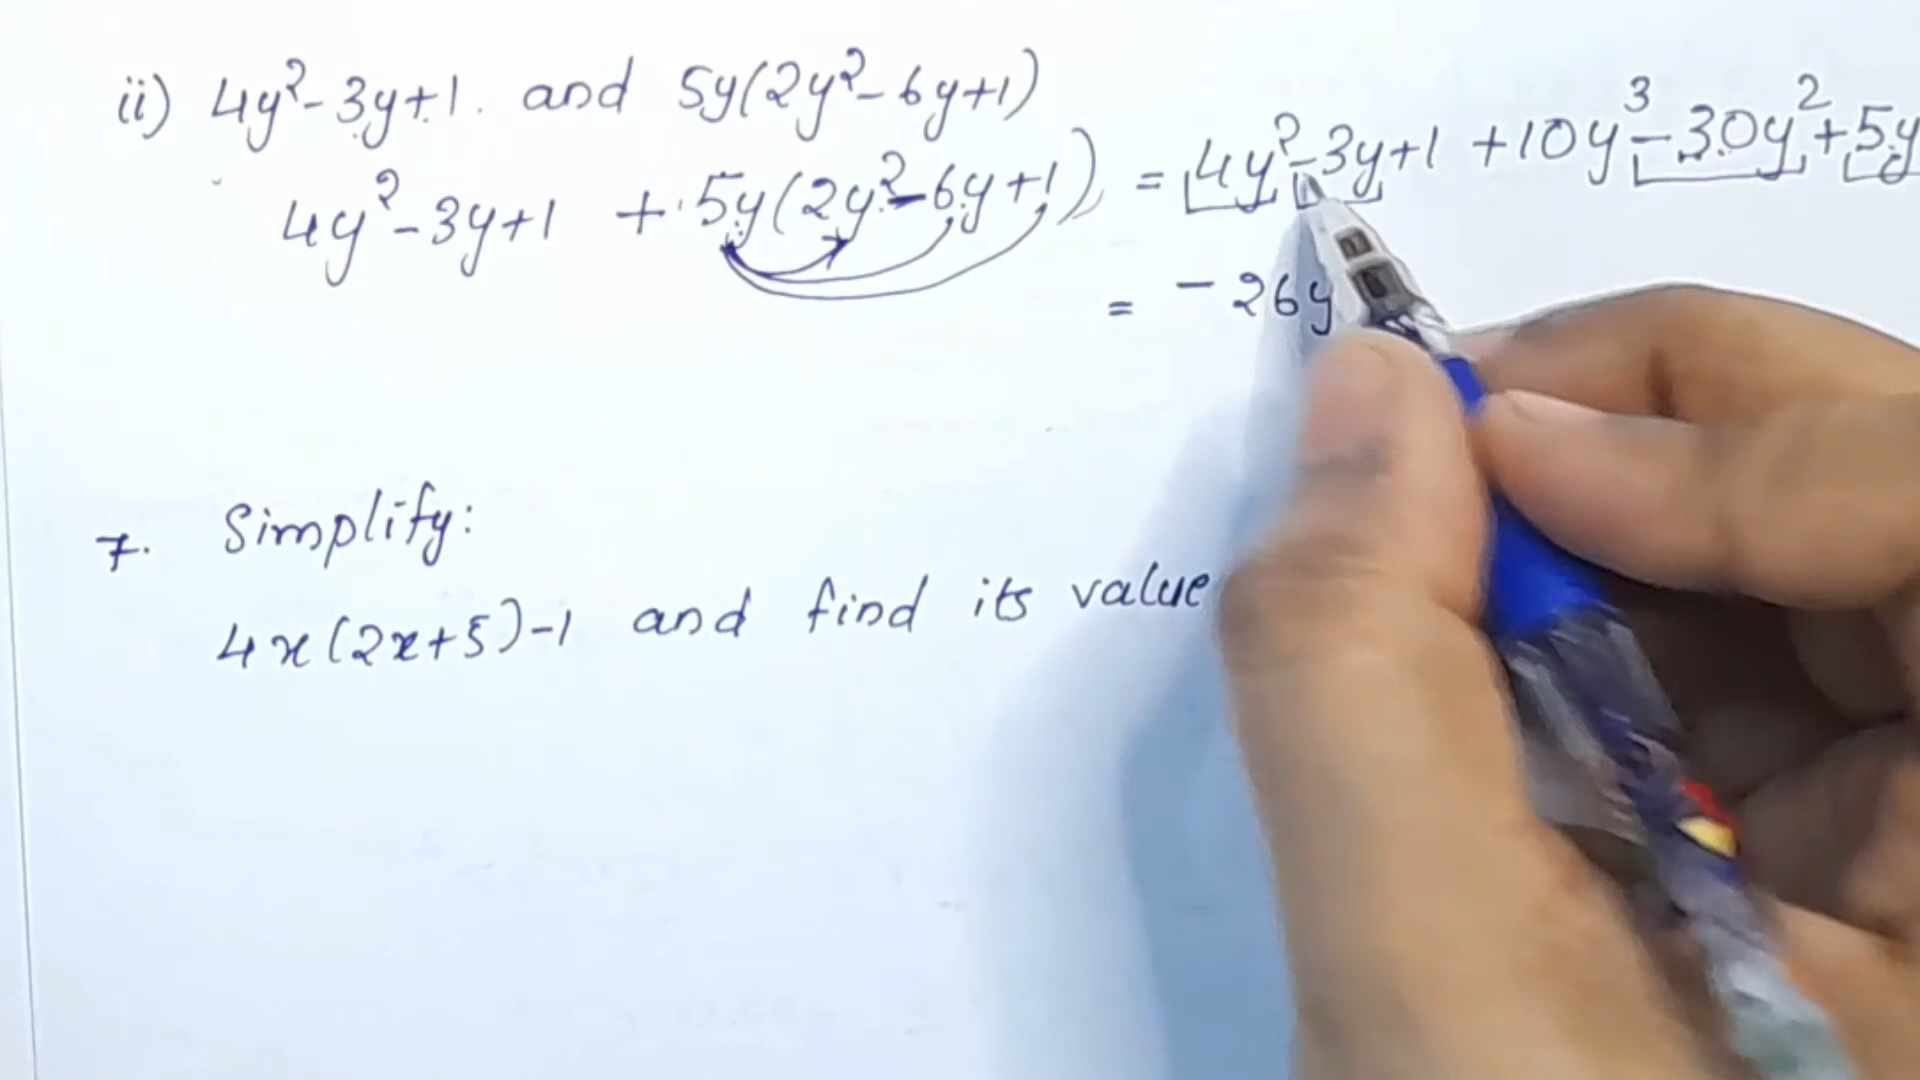 ii) 4y²-3y+1. and 5y(2y²-6y+1)
4y²-3y+1 + 5y(2y²-6y+1) = 4y²-3y+1 +10y³-30y²+5y
= -26y
7. Simplify:
4x(2x+5)-1 and find its value